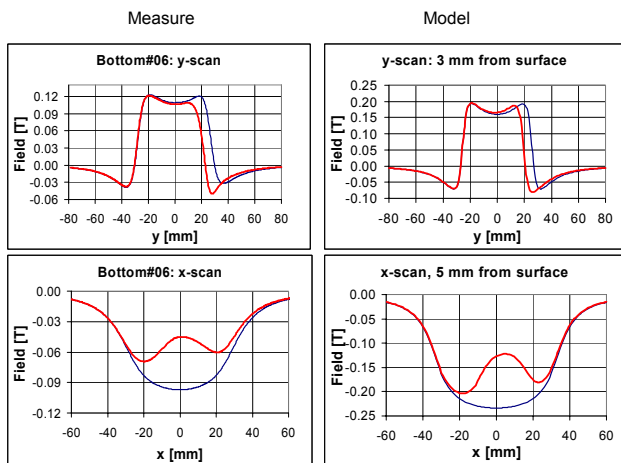 Measure Model
Bottom#06: y-scan
Field [T]
0.12
0.09
0.06
0.03
0.00
-0.03
-0.06
-80 -60 -40 -20 0 20 40 60 80
y [mm]
y-scan: 3 mm from surface
Field [T]
0.25
0.20
0.15
0.10
0.05
0.00
-0.05
-0.10
-80 -60 -40 -20 0 20 40 60 80
y [mm]
Bottom#06: x-scan
Field [T]
0.00
-0.03
-0.06
-0.09
-0.12
-60 -40 -20 0 20 40 60
x [mm]
x-scan, 5 mm from surface
Field [T]
0.00
-0.05
-0.10
-0.15
-0.20
-0.25
-60 -40 -20 0 20 40 60
x [mm]